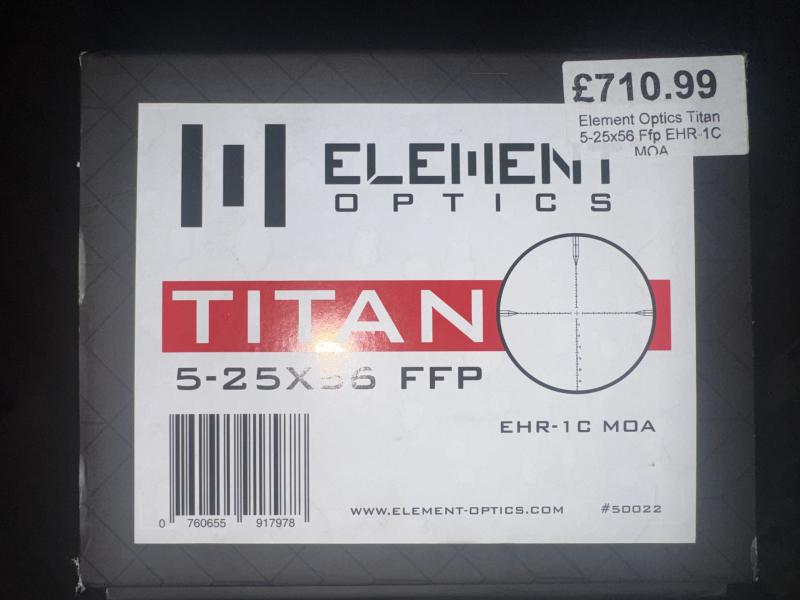 £710.99
Element Optics Titan
5-25x56 Ffp EHR-1C
MOA
ELEMENT
OPTICS
TITAN
5-25X56 FFP
EHR-1C MOA
0 760655 917978
WWW.ELEMENT-OPTICS.COM
#50022